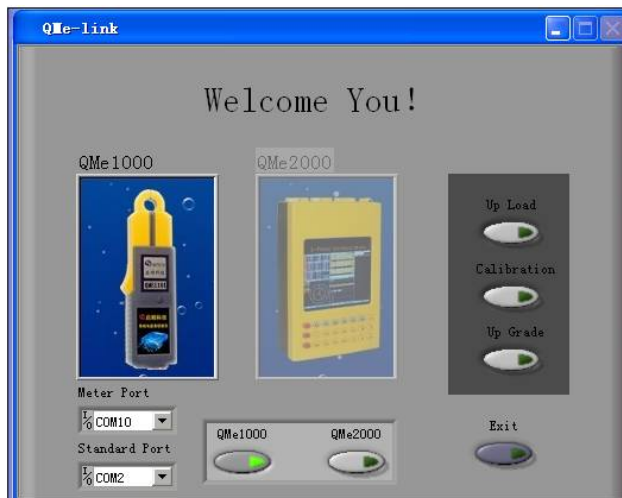 QMe-link
Welcome You!
QMe1000
QMe2000
Up Load
Calibration
Up Grade
Meter Port
COM10
Standard Port
COM2
QMe1000
QMe2000
Exit